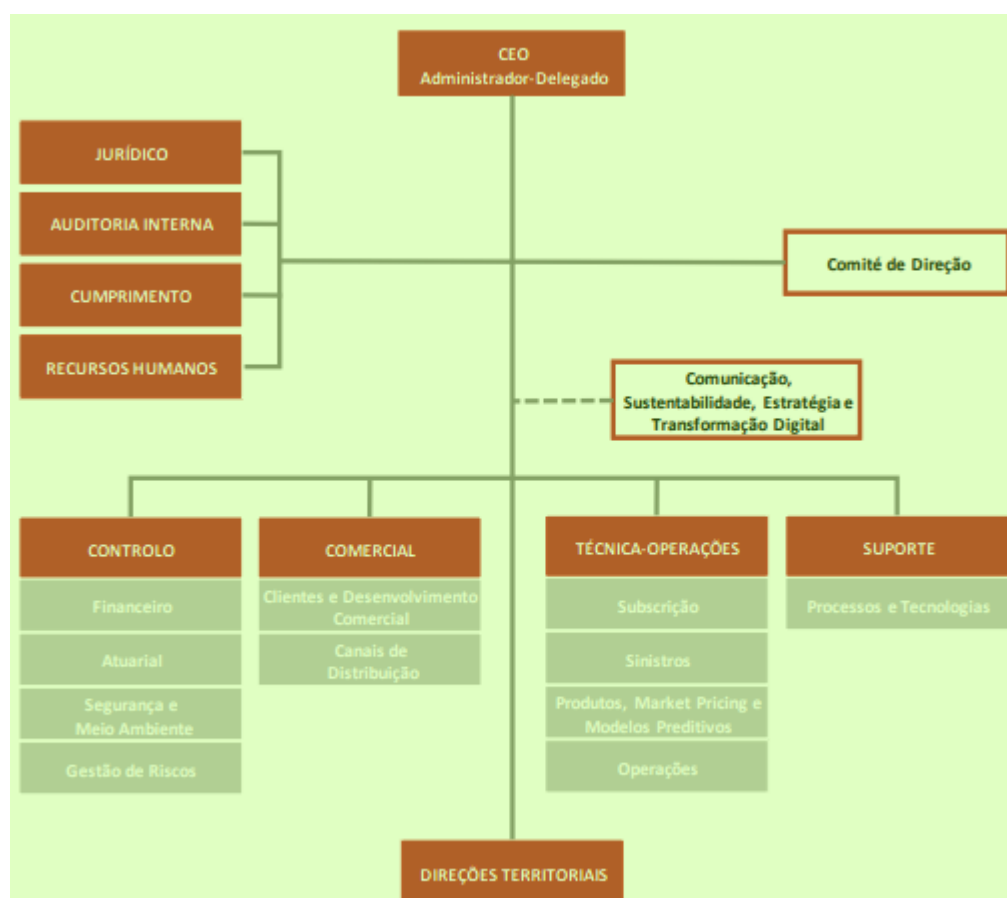 CEO
Administrador-Delegado
JURÍDICO
AUDITORIA INTERNA
CUMPRIMENTO
RECURSOS HUMANOS
Comité de Direção
Comunicação,
Sustentabilidade, Estratégia e
Transformação Digital
CONTROLO
Financeiro
Atuarial
Segurança e
Meio Ambiente
Gestão de Riscos
COMERCIAL
Clientes e Desenvolvimento
Comercial
Canais de
Distribuição
TÉCNICA-OPERAÇÕES
Subscrição
Sinistros
Produtos, Market Pricing e
Modelos Preditivos
Operações
SUPORTE
Processos e Tecnologias
DIREÇÕES TERRITORIAIS